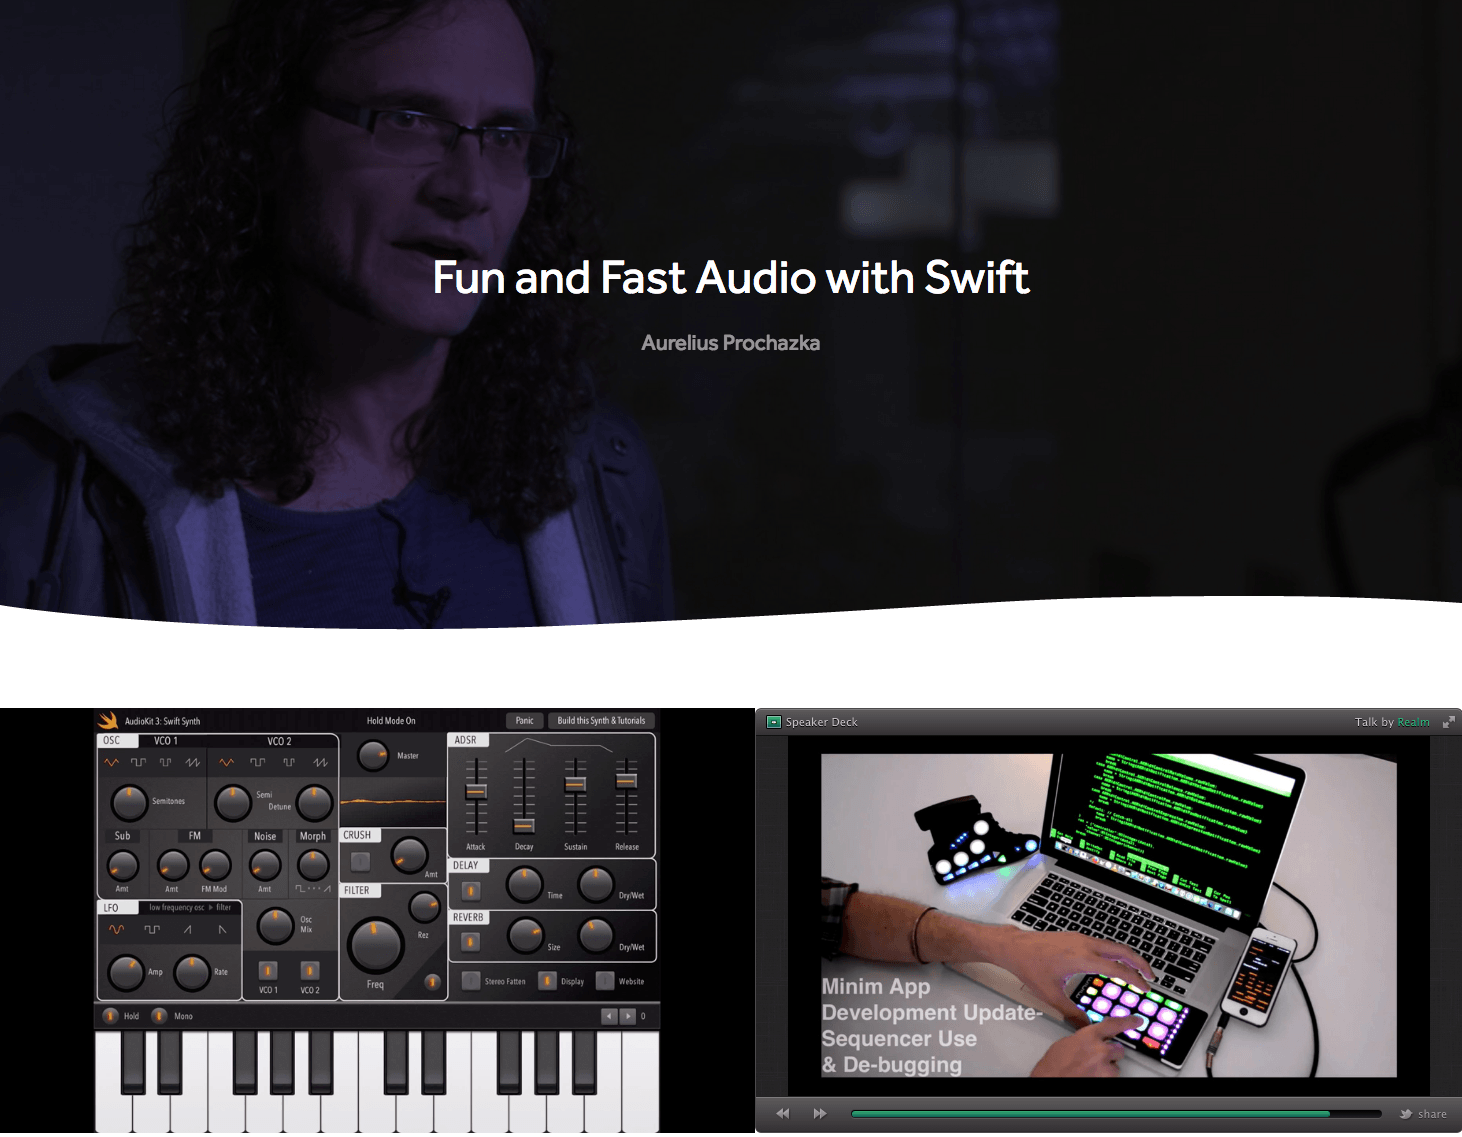 Fun and Fast Audio with Swift
Aurelius Prochazka
AudioKit 3: Swift Synth
Hold Mode On
Panic
Build this Synth & Tutorials
OSC
VCO 1
VCO 2
Semitones
Semi
Detune
Master
Sub
FM
Noise
Morph
Amt
Amt
FM Mod
Amt
CRUSH
Amt
ADSR
Attack
Decay
Sustain
Release
DELAY
Time
Dry/Wet
REVERB
Size
Dry/Wet
FILTER
Rez
Freq
LFO
low frequency osc ▸ filter
Amp
Rate
Osc
Mix
VCO 1
VCO 2
Stereo Fatten
Display
Website
Hold
Mono
0
Speaker Deck
Talk by Realm
Minim App
Development Update-
Sequencer Use
& De-bugging
share